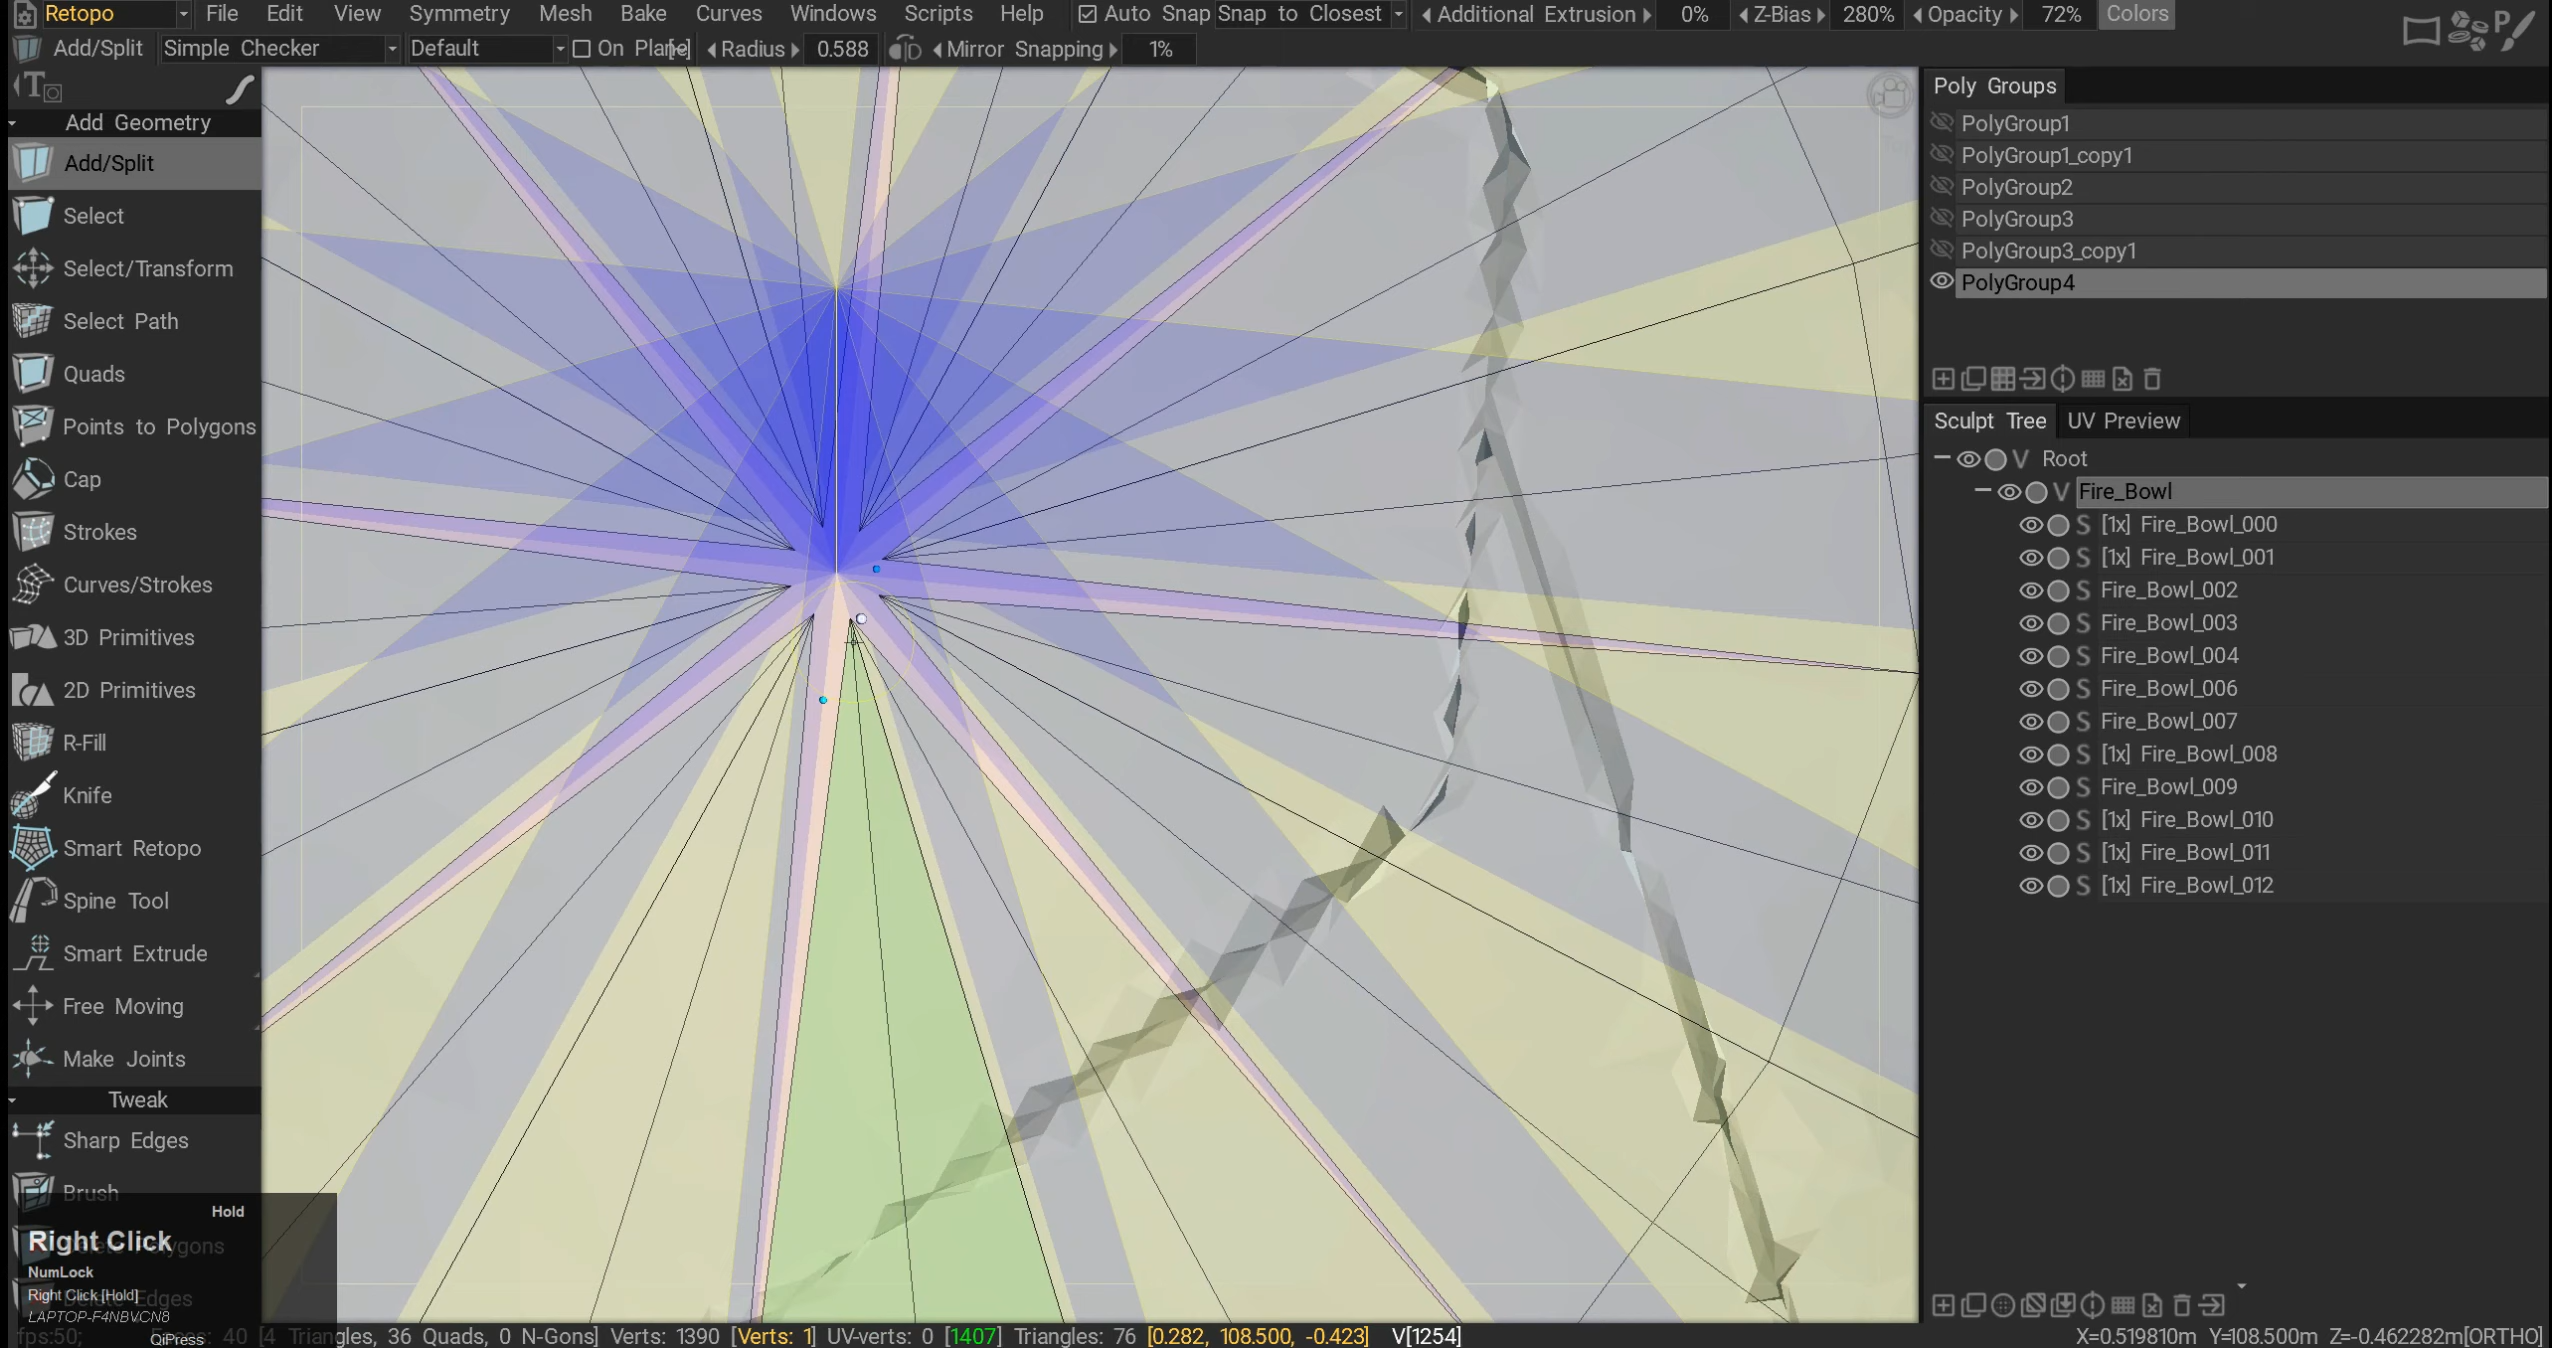 Retopo File Edit View Symmetry Mesh Bake Curves Windows Scripts Help Auto Snap Snap to Closest Additional Extrusion 0% Z-Bias 280% Opacity 72% Colors
Add/Split Simple Checker Default On Plane Radius 0.588 Mirror Snapping 1%
Add Geometry
Add/Split
Select
Select/Transform
Select Path
Quads
Points to Polygons
Cap
Strokes
Curves/Strokes
3D Primitives
2D Primitives
R-Fill
Knife
Smart Retopo
Spine Tool
Smart Extrude
Free Moving
Make Joints
Tweak
Sharp Edges
Brush
Hold
Right Click
NumLock
Right Click [Hold]
LAPTOP-F4NBVCN8
QiPress
Poly Groups
PolyGroup1
PolyGroup1_copy1
PolyGroup2
PolyGroup3
PolyGroup3_copy1
PolyGroup4
Sculpt Tree UV Preview
V Root
V Fire_Bowl
S [1x] Fire_Bowl_000
S [1x] Fire_Bowl_001
S Fire_Bowl_002
S Fire_Bowl_003
S Fire_Bowl_004
S Fire_Bowl_006
S Fire_Bowl_007
S [1x] Fire_Bowl_008
S Fire_Bowl_009
S [1x] Fire_Bowl_010
S [1x] Fire_Bowl_011
S [1x] Fire_Bowl_012
fps:50; 40 [4 Triangles, 36 Quads, 0 N-Gons] Verts: 1390 [Verts: 1] UV-verts: 0 [1407] Triangles: 76 [0.282, 108.500, -0.423] V[1254] X=0.519810m Y=108.500m Z=-0.462282m[ORTHO]